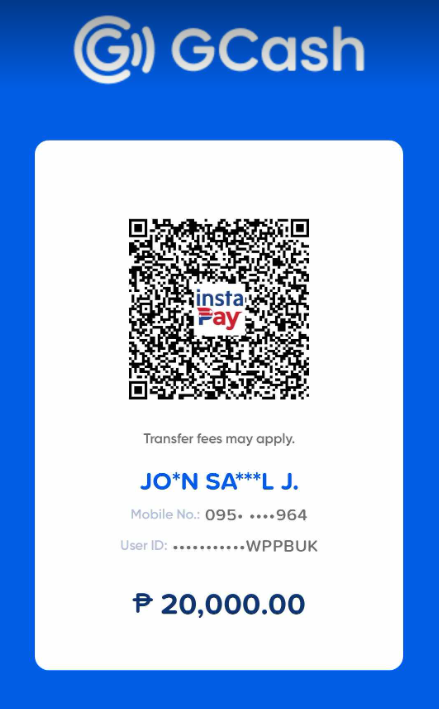 GCash
insta
Pay
Transfer fees may apply.
JO*N SA***L J.
Mobile No.: 095• ••••964
User ID: •••••••••••WPPBUK
₱ 20,000.00